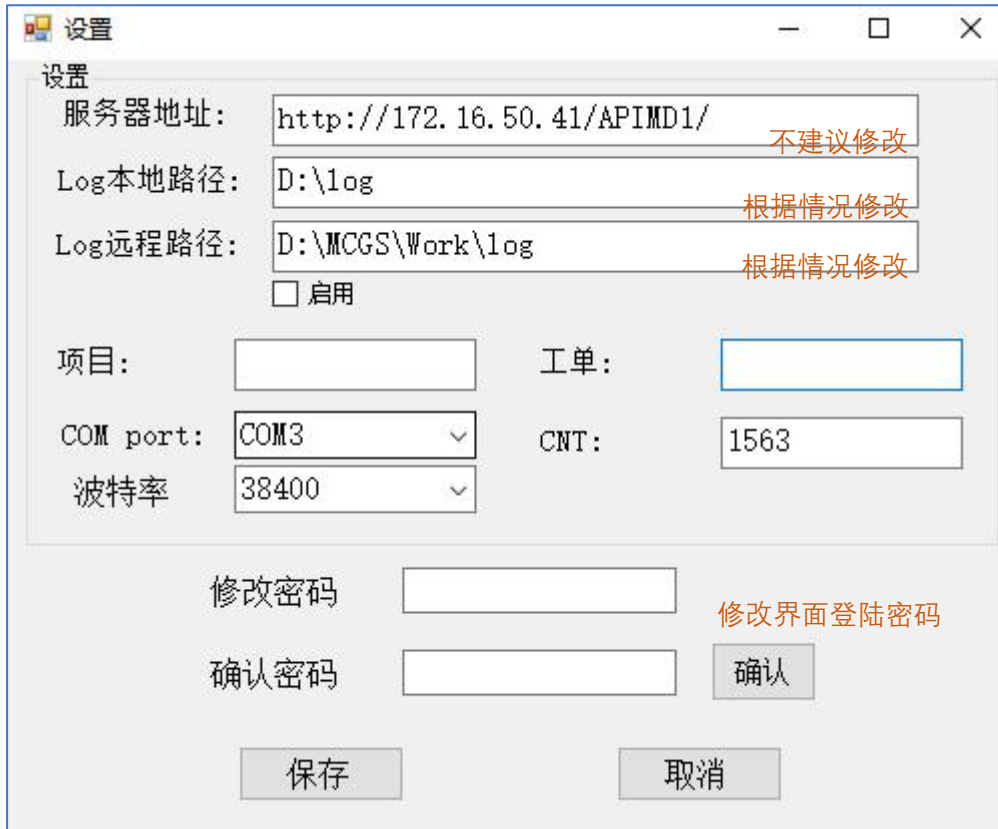 设置
设置
服务器地址: http://172.16.50.41/APIMD1/
不建议修改
Log本地路径: D:\log
根据情况修改
Log远程路径: D:\MCGS\Work\log
根据情况修改
启用
项目: 工单:
COM port: COM3 CNT: 1563
波特率 38400
修改密码
修改界面登陆密码
确认密码 确认
保存 取消